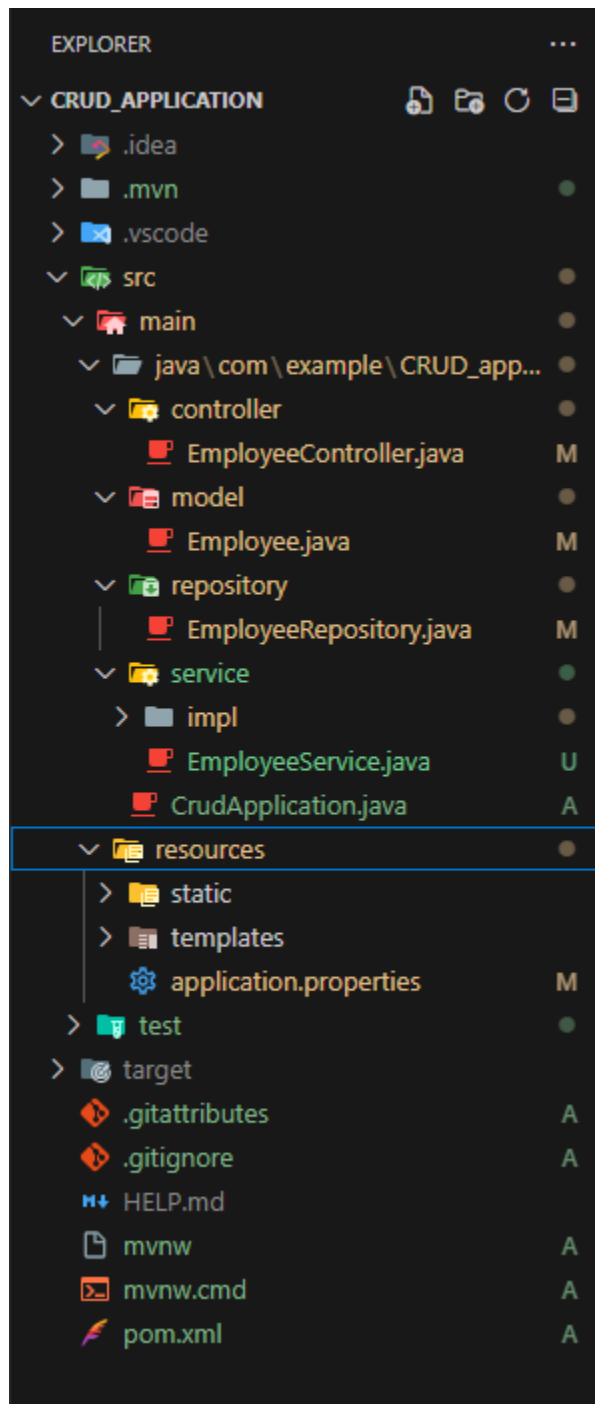 EXPLORER ...
CRUD_APPLICATION
.idea
.mvn
.vscode
src
main
java\com\example\CRUD_app...
controller
EmployeeController.java M
model
Employee.java M
repository
EmployeeRepository.java M
service
impl
EmployeeService.java U
CrudApplication.java A
resources
static
templates
application.properties M
test
target
.gitattributes A
.gitignore A
M↓ HELP.md
mvnw A
mvnw.cmd A
pom.xml A